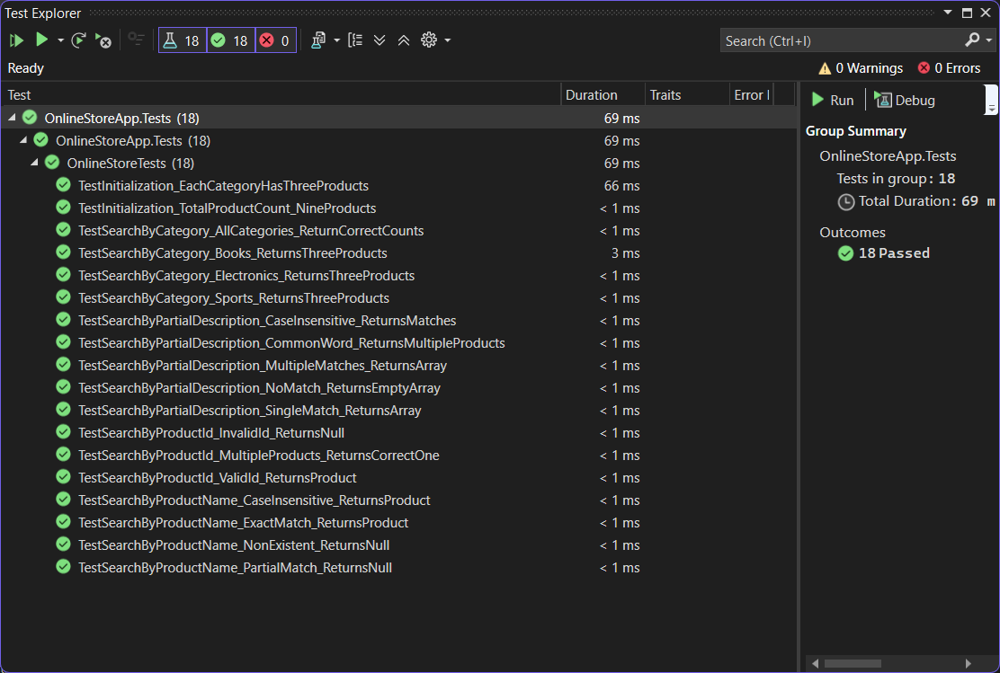 Test Explorer
18 18 0
Search (Ctrl+I)
Ready
0 Warnings 0 Errors
Test Duration Traits Error
OnlineStoreApp.Tests (18) 69 ms
OnlineStoreApp.Tests (18) 69 ms
OnlineStoreTests (18) 69 ms
TestInitialization_EachCategoryHasThreeProducts 66 ms
TestInitialization_TotalProductCount_NineProducts < 1 ms
TestSearchByCategory_AllCategories_ReturnCorrectCounts < 1 ms
TestSearchByCategory_Books_ReturnsThreeProducts 3 ms
TestSearchByCategory_Electronics_ReturnsThreeProducts < 1 ms
TestSearchByCategory_Sports_ReturnsThreeProducts < 1 ms
TestSearchByPartialDescription_CaseInsensitive_ReturnsMatches < 1 ms
TestSearchByPartialDescription_CommonWord_ReturnsMultipleProducts < 1 ms
TestSearchByPartialDescription_MultipleMatches_ReturnsArray < 1 ms
TestSearchByPartialDescription_NoMatch_ReturnsEmptyArray < 1 ms
TestSearchByPartialDescription_SingleMatch_ReturnsArray < 1 ms
TestSearchByProductId_InvalidId_ReturnsNull < 1 ms
TestSearchByProductId_MultipleProducts_ReturnsCorrectOne < 1 ms
TestSearchByProductId_ValidId_ReturnsProduct < 1 ms
TestSearchByProductName_CaseInsensitive_ReturnsProduct < 1 ms
TestSearchByProductName_ExactMatch_ReturnsProduct < 1 ms
TestSearchByProductName_NonExistent_ReturnsNull < 1 ms
TestSearchByProductName_PartialMatch_ReturnsNull < 1 ms
Run Debug
Group Summary
OnlineStoreApp.Tests
Tests in group: 18
Total Duration: 69 m
Outcomes
18 Passed